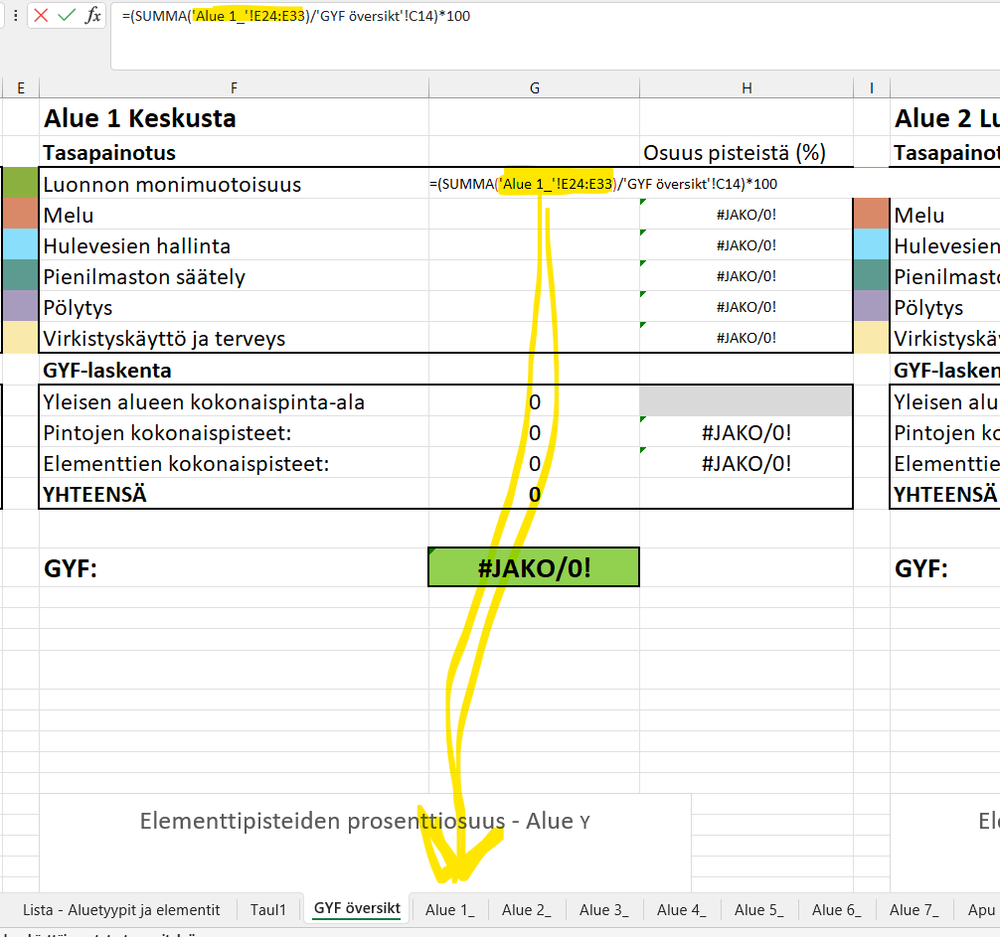 =(SUMMA('Alue 1_'!E24:E33)/'GYF översikt'!C14)*100
E F G H I
Alue 1 Keskusta Alue 2 Lu
Tasapainotus Osuus pisteistä (%) Tasapainot
Luonnon monimuotoisuus =(SUMMA('Alue 1_'!E24:E33)/'GYF översikt'!C14)*100
Melu #JAKO/0! Melu
Hulevesien hallinta #JAKO/0! Hulevesien
Pienilmaston säätely #JAKO/0! Pienilmasto
Pölytys #JAKO/0! Pölytys
Virkistyskäyttö ja terveys #JAKO/0! Virkistyskäy
GYF-laskenta GYF-lasken
Yleisen alueen kokonaispinta-ala 0 Yleisen alu
Pintojen kokonaispisteet: 0 #JAKO/0! Pintojen ko
Elementtien kokonaispisteet: 0 #JAKO/0! Elementtie
YHTEENSÄ 0 YHTEENSÄ
GYF: #JAKO/0! GYF:
Elementtipisteiden prosenttiosuus - Alue Y Ele
Lista - Aluetyypit ja elementit Taul1 GYF översikt Alue 1_ Alue 2_ Alue 3_ Alue 4_ Alue 5_ Alue 6_ Alue 7_ Apu